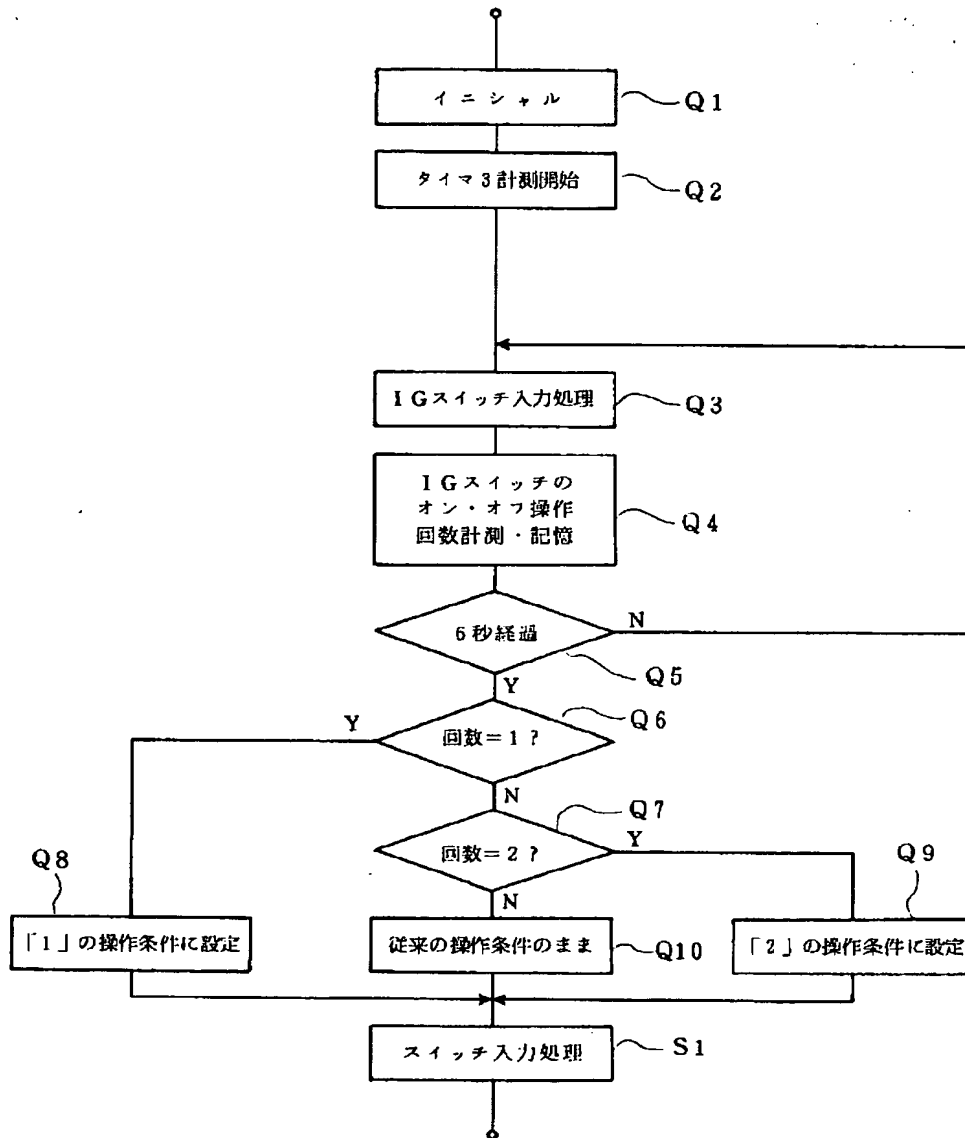 イニシャル
Q1
タイマ3計測開始
Q2
IGスイッチ入力処理
Q3
IGスイッチの
オン・オフ操作
回数計測・記憶
Q4
6秒経過
N
Q5
Y
Q6
Y
回数=1?
N
Q7
回数=2?
Y
Q8
Q9
N
「1」の操作条件に設定
従来の操作条件のまま
Q10
「2」の操作条件に設定
スイッチ入力処理
S1